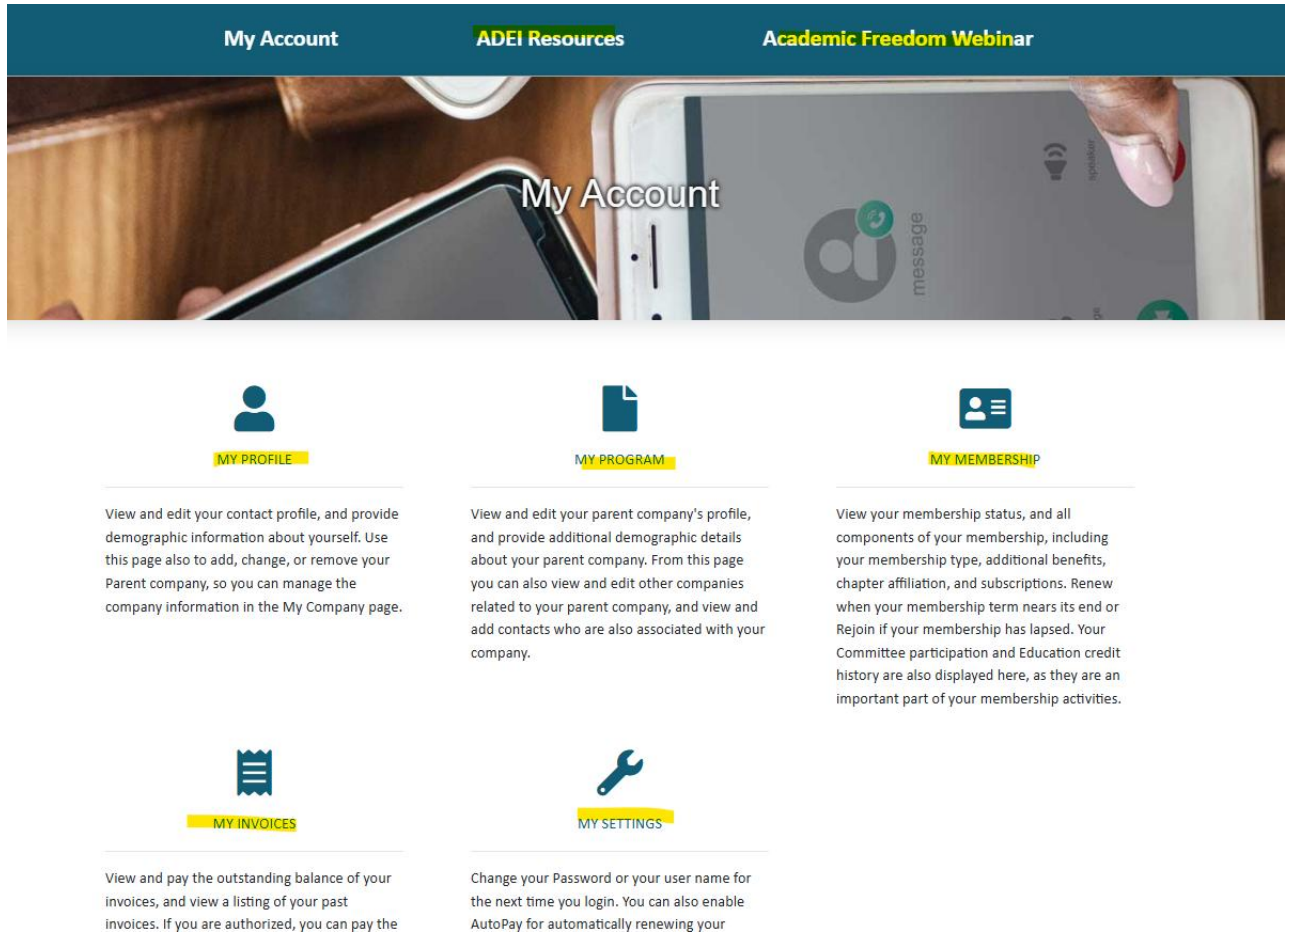 My Account ADEI Resources Academic Freedom Webinar
My Account
speaker
message
MY PROFILE
View and edit your contact profile, and provide
demographic information about yourself. Use
this page also to add, change, or remove your
Parent company, so you can manage the
company information in the My Company page.
MY PROGRAM
View and edit your parent company's profile,
and provide additional demographic details
about your parent company. From this page
you can also view and edit other companies
related to your parent company, and view and
add contacts who are also associated with your
company.
MY MEMBERSHIP
View your membership status, and all
components of your membership, including
your membership type, additional benefits,
chapter affiliation, and subscriptions. Renew
when your membership term nears its end or
Rejoin if your membership has lapsed. Your
Committee participation and Education credit
history are also displayed here, as they are an
important part of your membership activities.
MY INVOICES
View and pay the outstanding balance of your
invoices, and view a listing of your past
invoices. If you are authorized, you can pay the
MY SETTINGS
Change your Password or your user name for
the next time you login. You can also enable
AutoPay for automatically renewing your